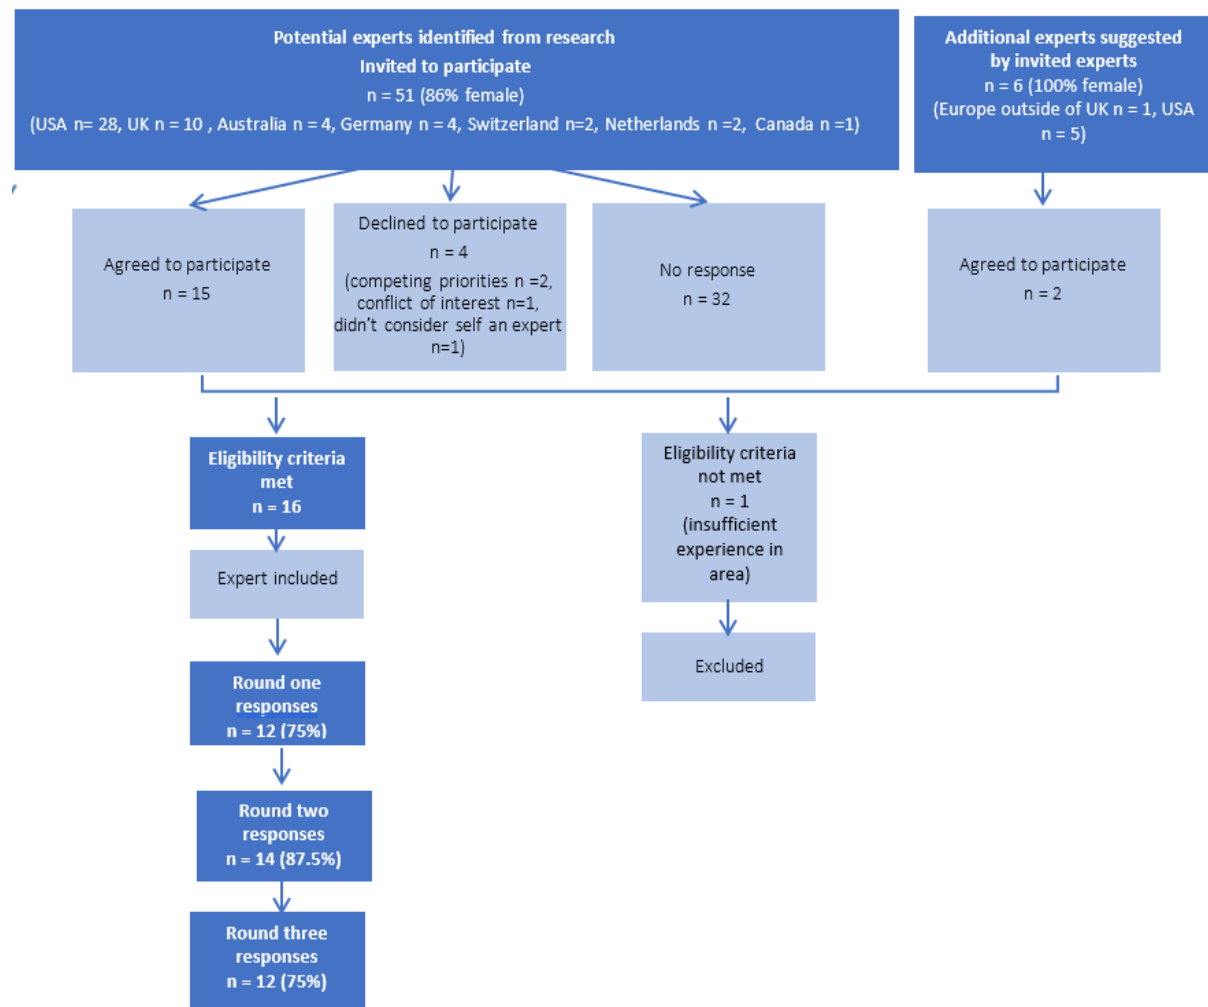 Potential experts identified from research
Invited to participate
n = 51 (86% female)
(USA n= 28, UK n = 10 , Australia n = 4, Germany n = 4, Switzerland n=2, Netherlands n =2, Canada n =1)
Additional experts suggested
by invited experts
n = 6 (100% female)
(Europe outside of UK n = 1, USA
n = 5)
Agreed to participate
n = 15
Declined to participate
n = 4
(competing priorities n =2,
conflict of interest n=1,
didn't consider self an expert
n=1)
No response
n = 32
Agreed to participate
n = 2
Eligibility criteria
met
n = 16
Eligibility criteria
not met
n = 1
(insufficient
experience in
area)
Expert included
Excluded
Round one
responses
n = 12 (75%)
Round two
responses
n = 14 (87.5%)
Round three
responses
n = 12 (75%)